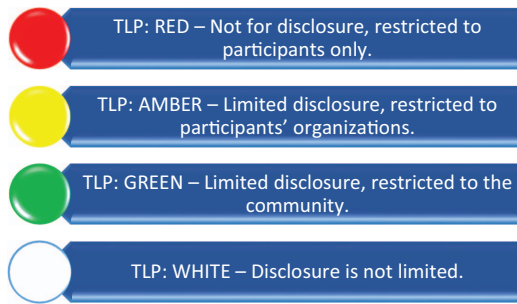 TLP: RED – Not for disclosure, restricted to
participants only.
TLP: AMBER – Limited disclosure, restricted to
participants’ organizations.
TLP: GREEN – Limited disclosure, restricted to the
community.
TLP: WHITE – Disclosure is not limited.